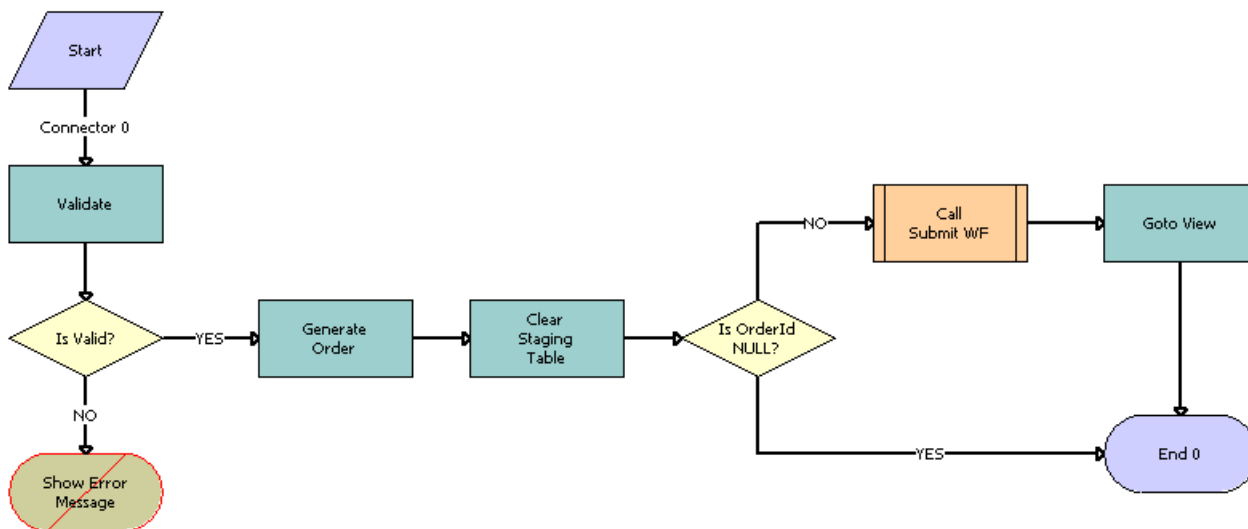 Start
Connector 0
Validate
Is Valid?
YES
NO
Show Error
Message
Generate
Order
Clear
Staging
Table
Is OrderId
NULL?
NO
Call
Submit WF
Goto View
YES
End 0